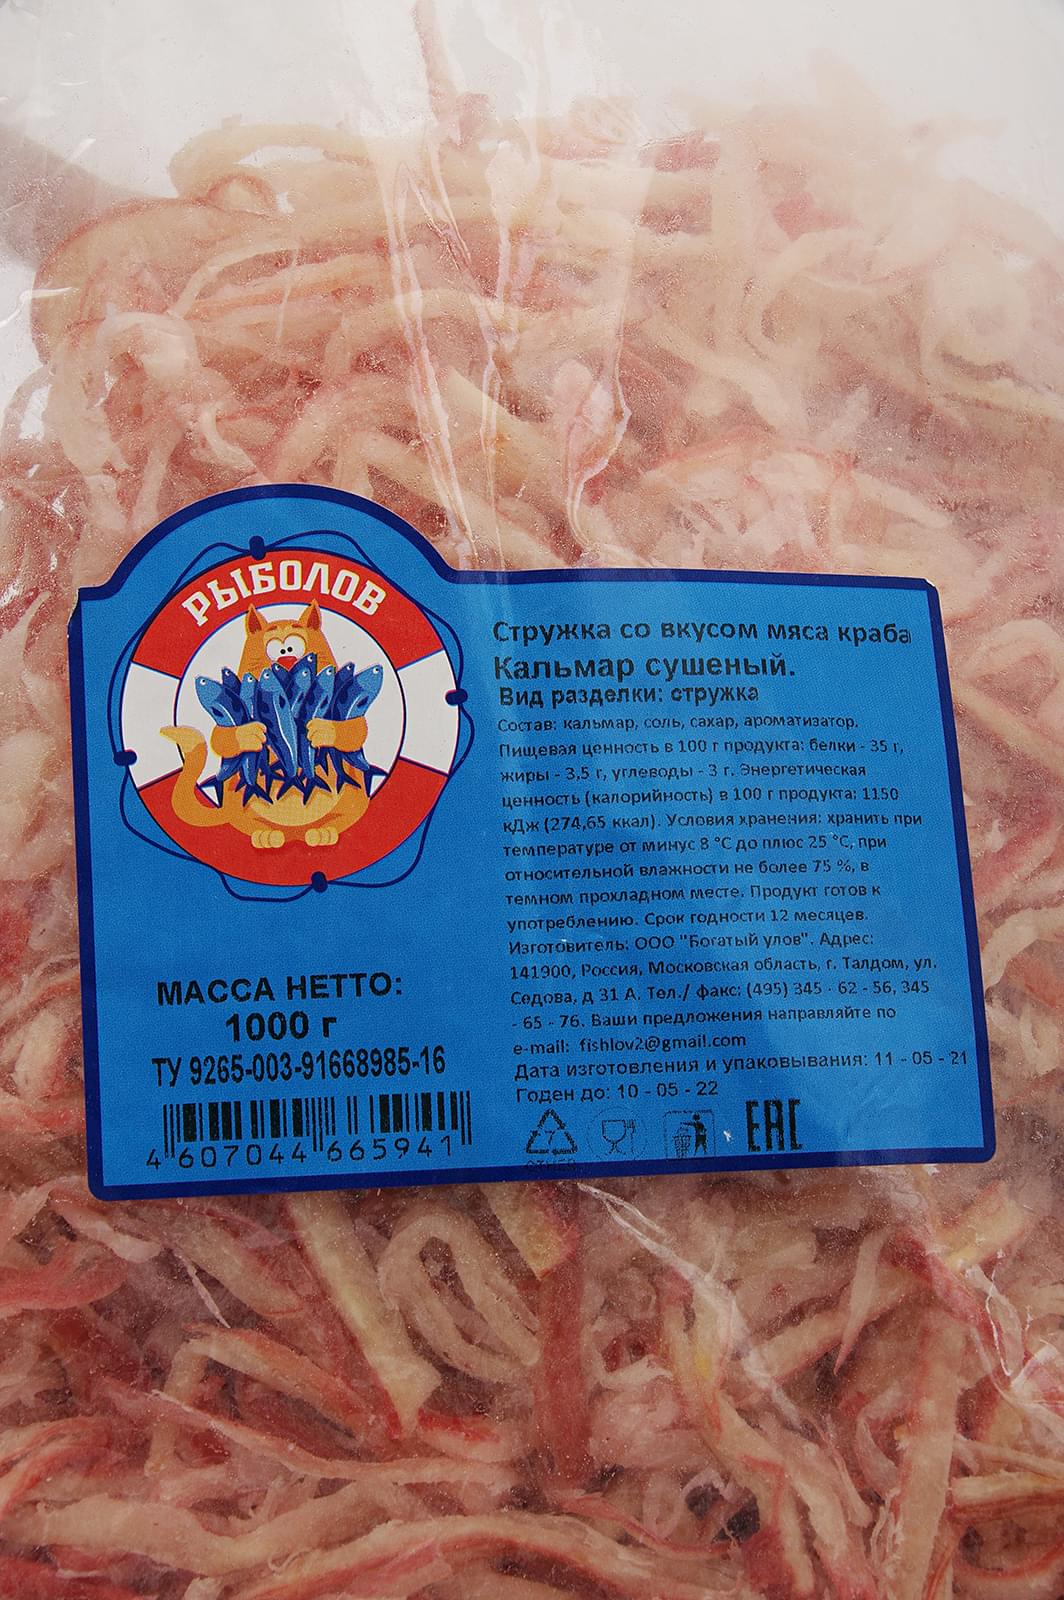 РЫБОЛОВ
Стружка со вкусом мяса краба
Кальмар сушеный.
Вид разделки: стружка
Состав: кальмар, соль, сахар, ароматизатор.
Пищевая ценность в 100 г продукта: белки - 35 г,
жиры - 3,5 г, углеводы - 3 г. Энергетическая
ценность (калорийность) в 100 г продукта: 1150
кДж (274,65 ккал). Условия хранения: хранить при
температуре от минус 8 °С до плюс 25 °С, при
относительной влажности не более 75 %, в
темном прохладном месте. Продукт готов к
употреблению. Срок годности 12 месяцев.
Изготовитель: ООО "Богатый улов". Адрес:
141900, Россия, Московская область, г. Талдом, ул.
Седова, д 31 А. Тел./ факс: (495) 345 - 62 - 56, 345
- 65 - 76. Ваши предложения направляйте по
e-mail: fishlov2@gmail.com
Дата изготовления и упаковывания: 11 - 05 - 21
Годен до: 10 - 05 - 22
7
OTHER
EAC
МАССА НЕТТО:
1000 г
ТУ 9265-003-91668985-16
4 607044 665941